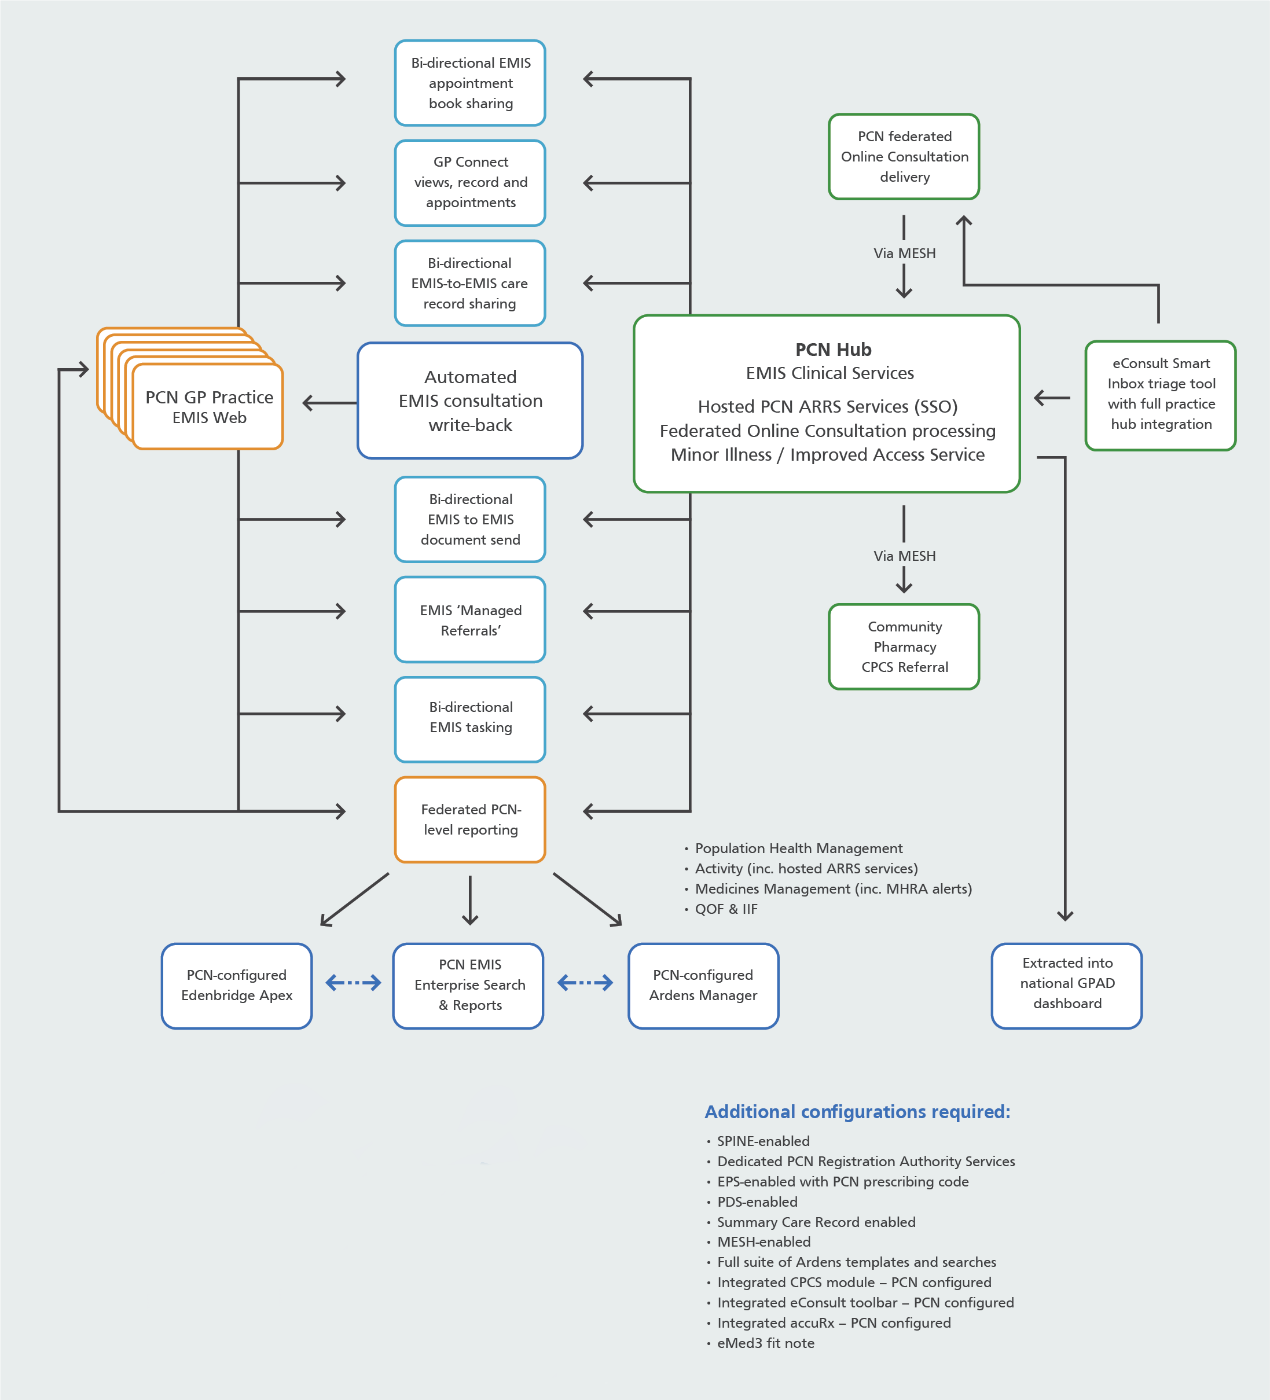 Bi-directional EMIS
appointment
book sharing
GP Connect
views, record and
appointments
Bi-directional
EMIS-to-EMIS care
record sharing
PCN federated
Online Consultation
delivery
Via MESH
PCN GP Practice
EMIS Web
Automated
EMIS consultation
write-back
PCN Hub
EMIS Clinical Services
Hosted PCN ARRS Services (SSO)
Federated Online Consultation processing
Minor Illness / Improved Access Service
eConsult Smart
Inbox triage tool
with full practice
hub integration
Bi-directional
EMIS to EMIS
document send
Via MESH
EMIS ‘Managed
Referrals’
Community
Pharmacy
CPCS Referral
Bi-directional
EMIS tasking
Federated PCN-
level reporting
• Population Health Management
• Activity (inc. hosted ARRS services)
• Medicines Management (inc. MHRA alerts)
• QOF & IIF
PCN-configured
Edenbridge Apex
PCN EMIS
Enterprise Search
& Reports
PCN-configured
Ardens Manager
Extracted into
national GPAD
dashboard
Additional configurations required:
• SPINE-enabled
• Dedicated PCN Registration Authority Services
• EPS-enabled with PCN prescribing code
• PDS-enabled
• Summary Care Record enabled
• MESH-enabled
• Full suite of Ardens templates and searches
• Integrated CPCS module – PCN configured
• Integrated eConsult toolbar – PCN configured
• Integrated accuRx – PCN configured
• eMed3 fit note